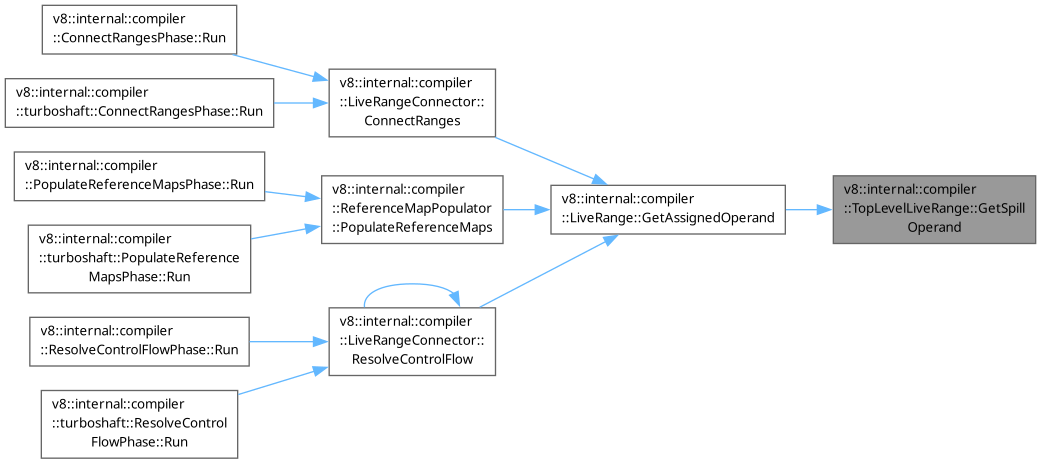 v8::internal::compiler
::ConnectRangesPhase::Run
v8::internal::compiler
::turboshaft::ConnectRangesPhase::Run
v8::internal::compiler
::PopulateReferenceMapsPhase::Run
v8::internal::compiler
::turboshaft::PopulateReference
MapsPhase::Run
v8::internal::compiler
::ResolveControlFlowPhase::Run
v8::internal::compiler
::turboshaft::ResolveControl
FlowPhase::Run
v8::internal::compiler
::LiveRangeConnector::
ConnectRanges
v8::internal::compiler
::ReferenceMapPopulator
::PopulateReferenceMaps
v8::internal::compiler
::LiveRangeConnector::
ResolveControlFlow
v8::internal::compiler
::LiveRange::GetAssignedOperand
v8::internal::compiler
::TopLevelLiveRange::GetSpill
Operand